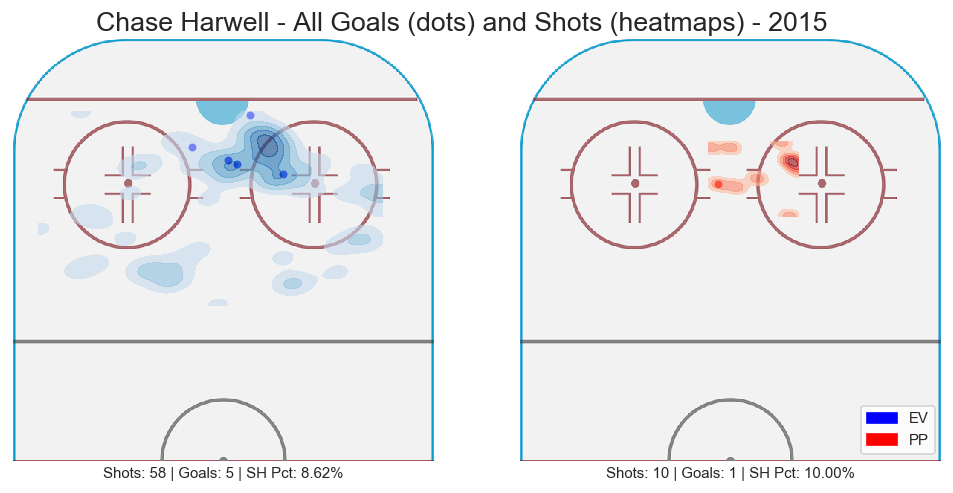 Chase Harwell - All Goals (dots) and Shots (heatmaps) - 2015
EV
PP
Shots: 58 | Goals: 5 | SH Pct: 8.62%
Shots: 10 | Goals: 1 | SH Pct: 10.00%